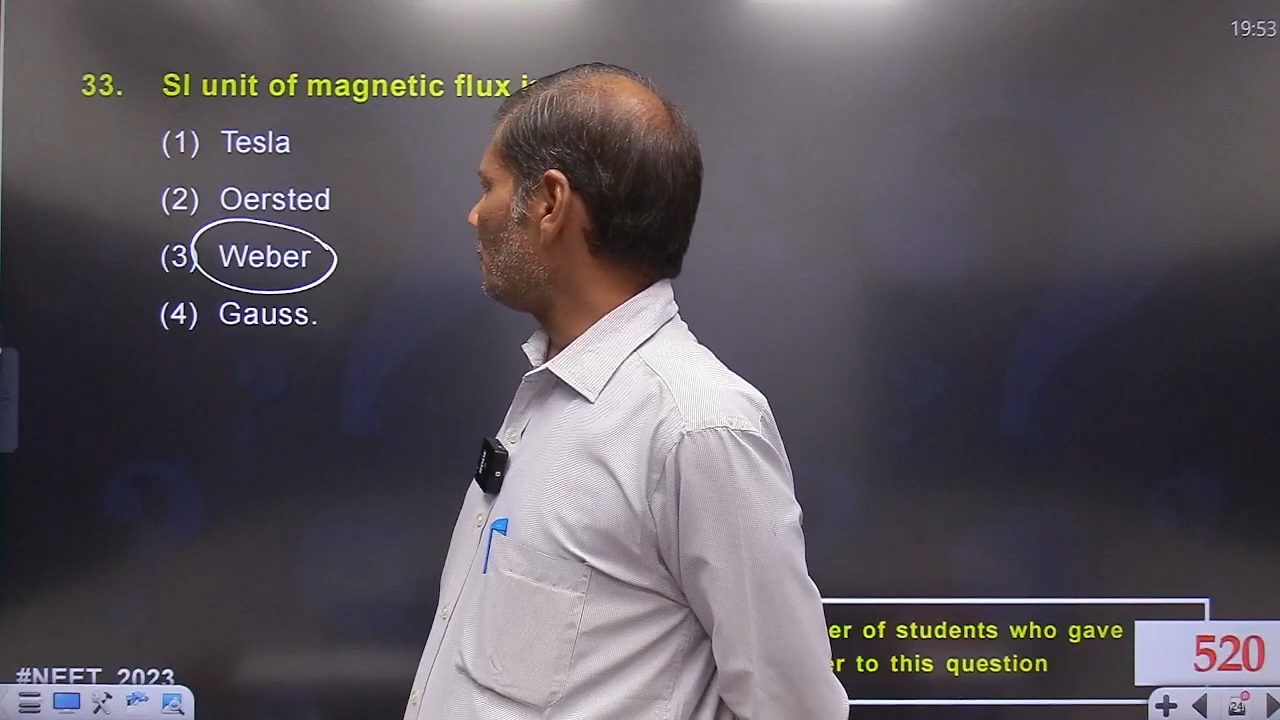 19:53
33. SI unit of magnetic flux
(1) Tesla
(2) Oersted
(3) Weber
(4) Gauss.
of students who gave
to this question
520
#NEET 2023
24